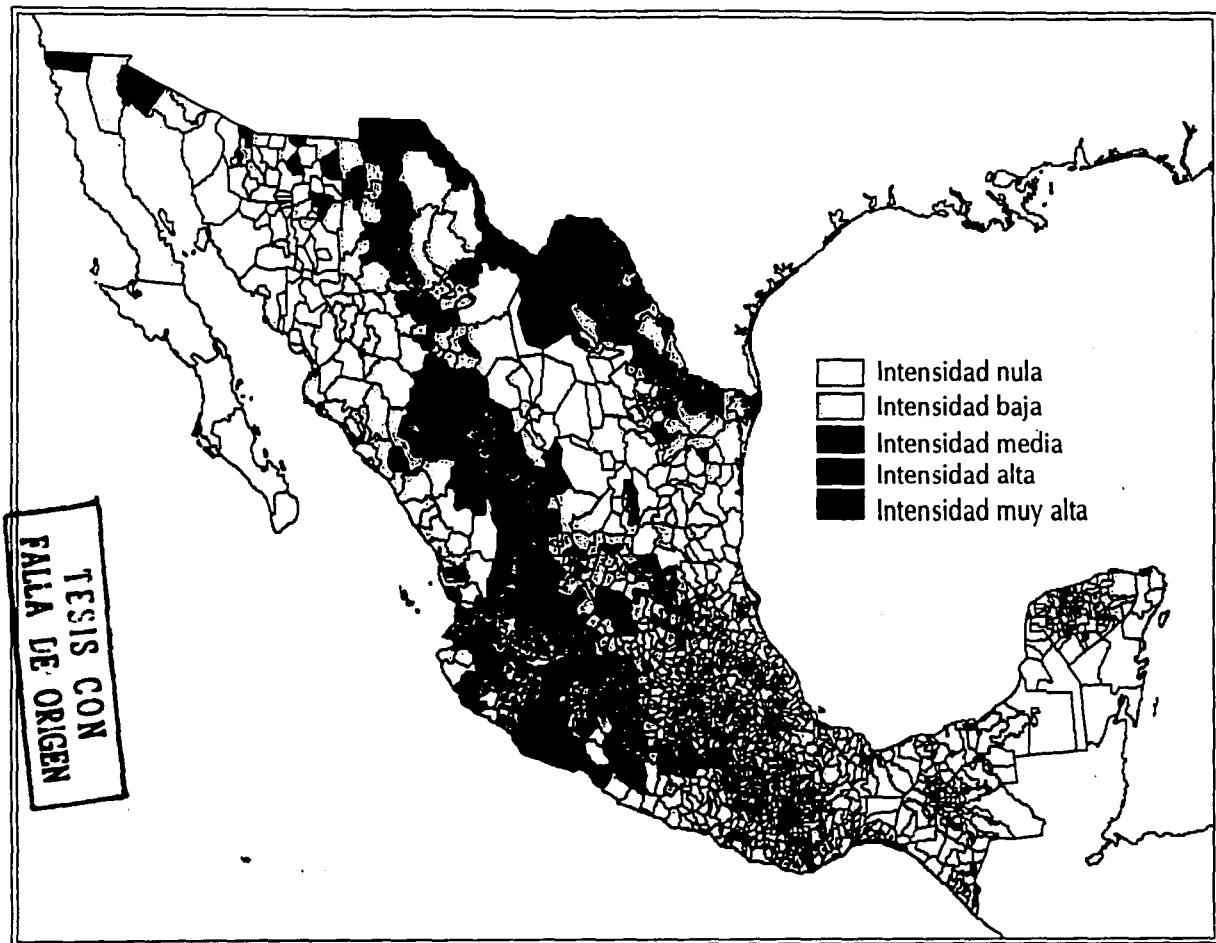 Intensidad nula
Intensidad baja
Intensidad media
Intensidad alta
Intensidad muy alta
TESIS CON
FALLA DE ORIGEN